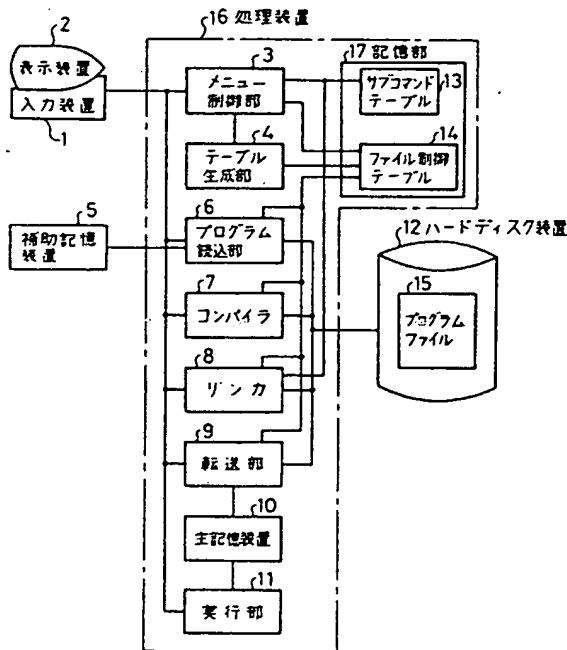 16 処理装置
2
表示装置
入力装置
1
3
メニュー
制御部
4
テーブル
生成部
17 記憶部
サブコマンド
テーブル
13
14
ファイル制御
テーブル
5
補助記憶
装置
6
プログラム
読込部
7
コンパイラ
8
リンカ
9
転送部
10
主記憶装置
11
実行部
12 ハードディスク装置
15
プログラム
ファイル